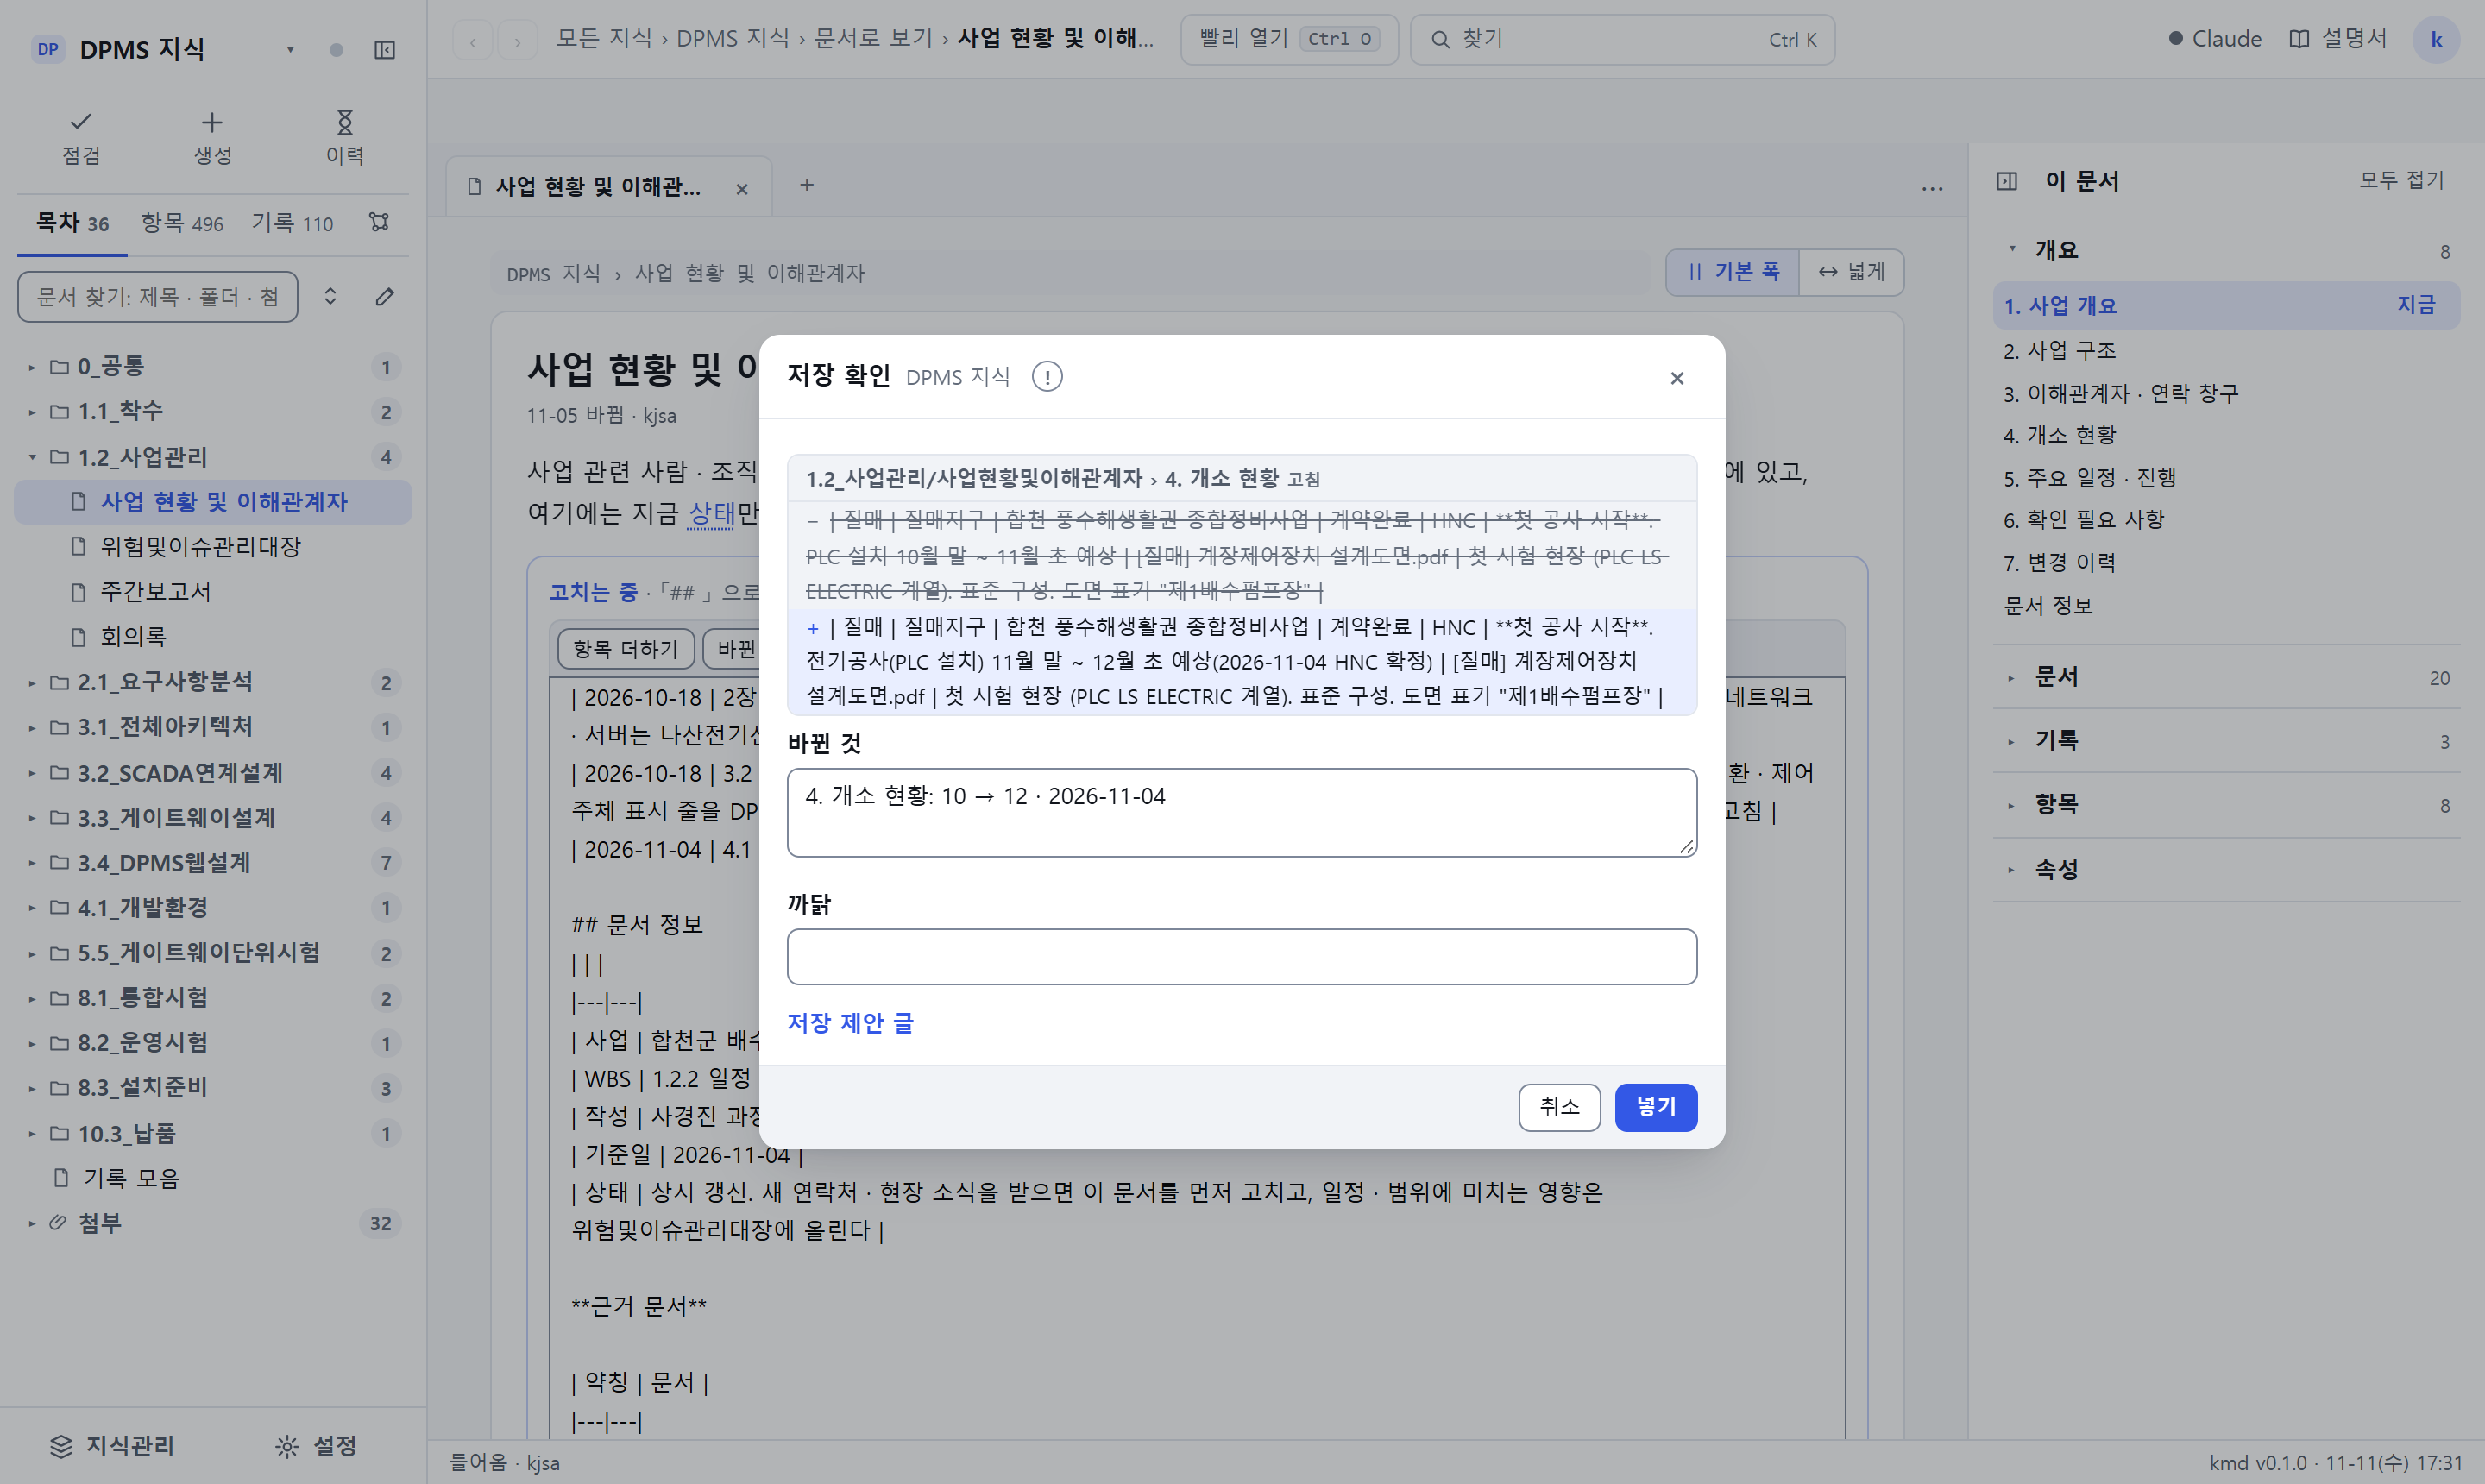 DP DPMS 지식
점검
생성
이력
목차 36
항목 496
기록 110
문서 찾기: 제목 · 폴더 · 첨
0_공통 1
1.1_착수 2
1.2_사업관리 4
사업 현황 및 이해관계자
위험및이슈관리대장
주간보고서
회의록
2.1_요구사항분석 2
3.1_전체아키텍처 1
3.2_SCADA연계설계 4
3.3_게이트웨이설계 4
3.4_DPMS웹설계 7
4.1_개발환경 1
5.5_게이트웨이단위시험 2
8.1_통합시험 2
8.2_운영시험 1
8.3_설치준비 3
10.3_납품 1
기록 모음
첨부 32
지식관리
설정
모든 지식 › DPMS 지식 › 문서로 보기 › 사업 현황 및 이해...
빨리 열기 Ctrl O
찾기 Ctrl K
Claude
설명서
k
사업 현황 및 이해관...
DPMS 지식 › 사업 현황 및 이해관계자
기본 폭
넓게
사업 현황 및 이
11-05 바뀜 · kjsa
사업 관련 사람 · 조직
에 있고,
여기에는 지금 상태만
고치는 중 ·「## 」으로
항목 더하기
바뀐
| 2026-10-18 | 2장
네트워크
· 서버는 나산전기산
| 2026-10-18 | 3.2
환 · 제어
주체 표시 줄을 DP
고침 |
| 2026-11-04 | 4.1
## 문서 정보
| | |
|---|---|
| 사업 | 합천군 배수
| WBS | 1.2.2 일정
| 작성 | 사경진 과장
| 기준일 | 2026-11-04 |
| 상태 | 상시 갱신. 새 연락처 · 현장 소식을 받으면 이 문서를 먼저 고치고, 일정 · 범위에 미치는 영향은
위험및이슈관리대장에 올린다 |
**근거 문서**
| 약칭 | 문서 |
|---|---|
저장 확인 DPMS 지식
1.2_사업관리/사업현황및이해관계자 › 4. 개소 현황 고침
− | 질매 | 질매지구 | 합천 풍수해생활권 종합정비사업 | 계약완료 | HNC | **첫 공사 시작**.
PLC 설치 10월 말 ~ 11월 초 예상 | [질매] 계장제어장치 설계도면.pdf | 첫 시험 현장 (PLC LS
ELECTRIC 계열). 표준 구성. 도면 표기 "제1배수펌프장" |
+ | 질매 | 질매지구 | 합천 풍수해생활권 종합정비사업 | 계약완료 | HNC | **첫 공사 시작**.
전기공사(PLC 설치) 11월 말 ~ 12월 초 예상(2026-11-04 HNC 확정) | [질매] 계장제어장치
설계도면.pdf | 첫 시험 현장 (PLC LS ELECTRIC 계열). 표준 구성. 도면 표기 "제1배수펌프장" |
바뀐 것
4. 개소 현황: 10 → 12 · 2026-11-04
까닭
저장 제안 글
취소
넣기
이 문서
모두 접기
개요 8
1. 사업 개요 지금
2. 사업 구조
3. 이해관계자 · 연락 창구
4. 개소 현황
5. 주요 일정 · 진행
6. 확인 필요 사항
7. 변경 이력
문서 정보
문서 20
기록 3
항목 8
속성
들어옴 · kjsa
kmd v0.1.0 · 11-11(수) 17:31